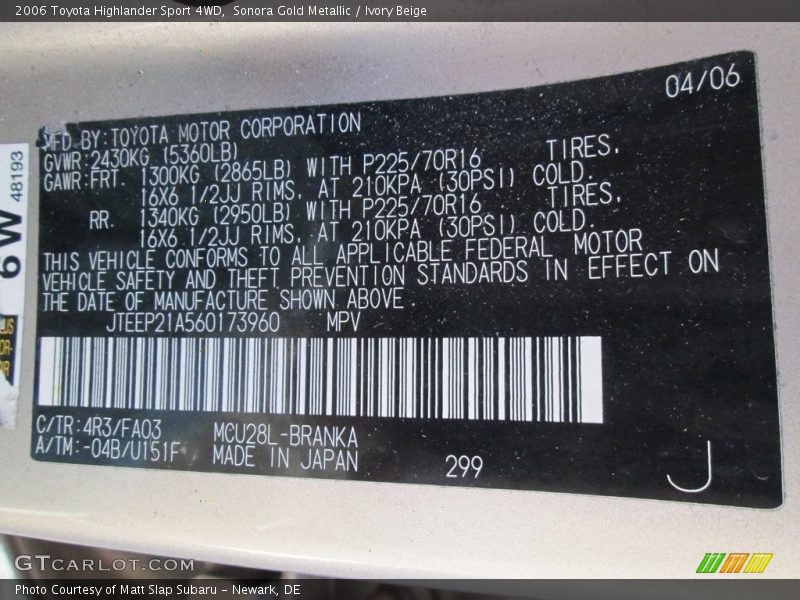 2006 Toyota Highlander Sport 4WD, Sonora Gold Metallic / Ivory Beige
04/06
MFD.BY:TOYOTA MOTOR CORPORATION
GVWR:2430KG (5360LB)
GAWR:FRT. 1300KG (2865LB) WITH P225/70R16 TIRES,
16X6 1/2JJ RIMS, AT 210KPA (30PSI) COLD.
RR. 1340KG (2950LB) WITH P225/70R16 TIRES,
16X6 1/2JJ RIMS, AT 210KPA (30PSI) COLD.
THIS VEHICLE CONFORMS TO ALL APPLICABLE FEDERAL MOTOR
VEHICLE SAFETY AND THEFT PREVENTION STANDARDS IN EFFECT ON
THE DATE OF MANUFACTURE SHOWN ABOVE.
JTEEP21A560173960 MPV
C/TR:4R3/FA03 MCU28L-BRANKA
A/TM:-04B/U151F MADE IN JAPAN
299
J
48193
6W
GTCARLOT.COM
Photo Courtesy of Matt Slap Subaru - Newark, DE